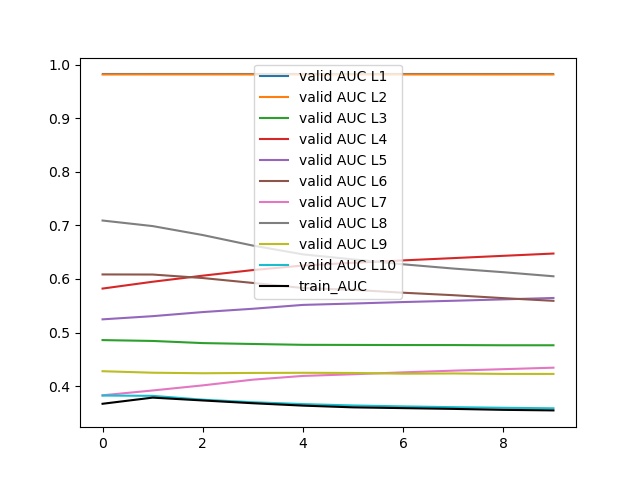 1.0
0.9
0.8
0.7
0.6
0.5
0.4
valid AUC L1
valid AUC L2
valid AUC L3
valid AUC L4
valid AUC L5
valid AUC L6
valid AUC L7
valid AUC L8
valid AUC L9
valid AUC L10
train_AUC
0 2 4 6 8